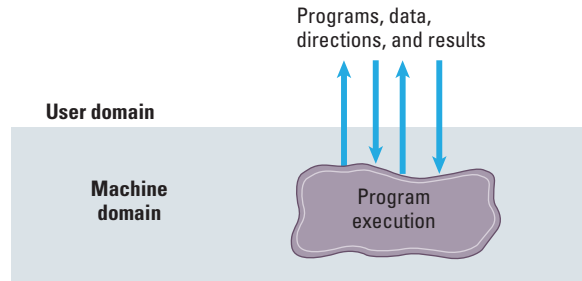 Programs, data,
directions, and results
User domain
Machine
domain
Program
execution